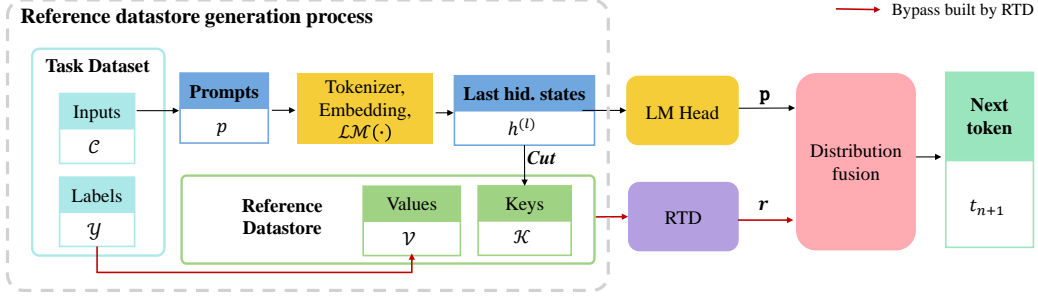 Reference datastore generation process
Bypass built by RTD
Task Dataset
Inputs
𝒞
Labels
𝒴
Prompts
p
Tokenizer,
Embedding,
ℒℳ(·)
Last hid. states
h^(l)
Cut
Reference
Datastore
Values
𝒱
Keys
𝒦
LM Head
p
RTD
r
Distribution
fusion
Next
token
t_{n+1}